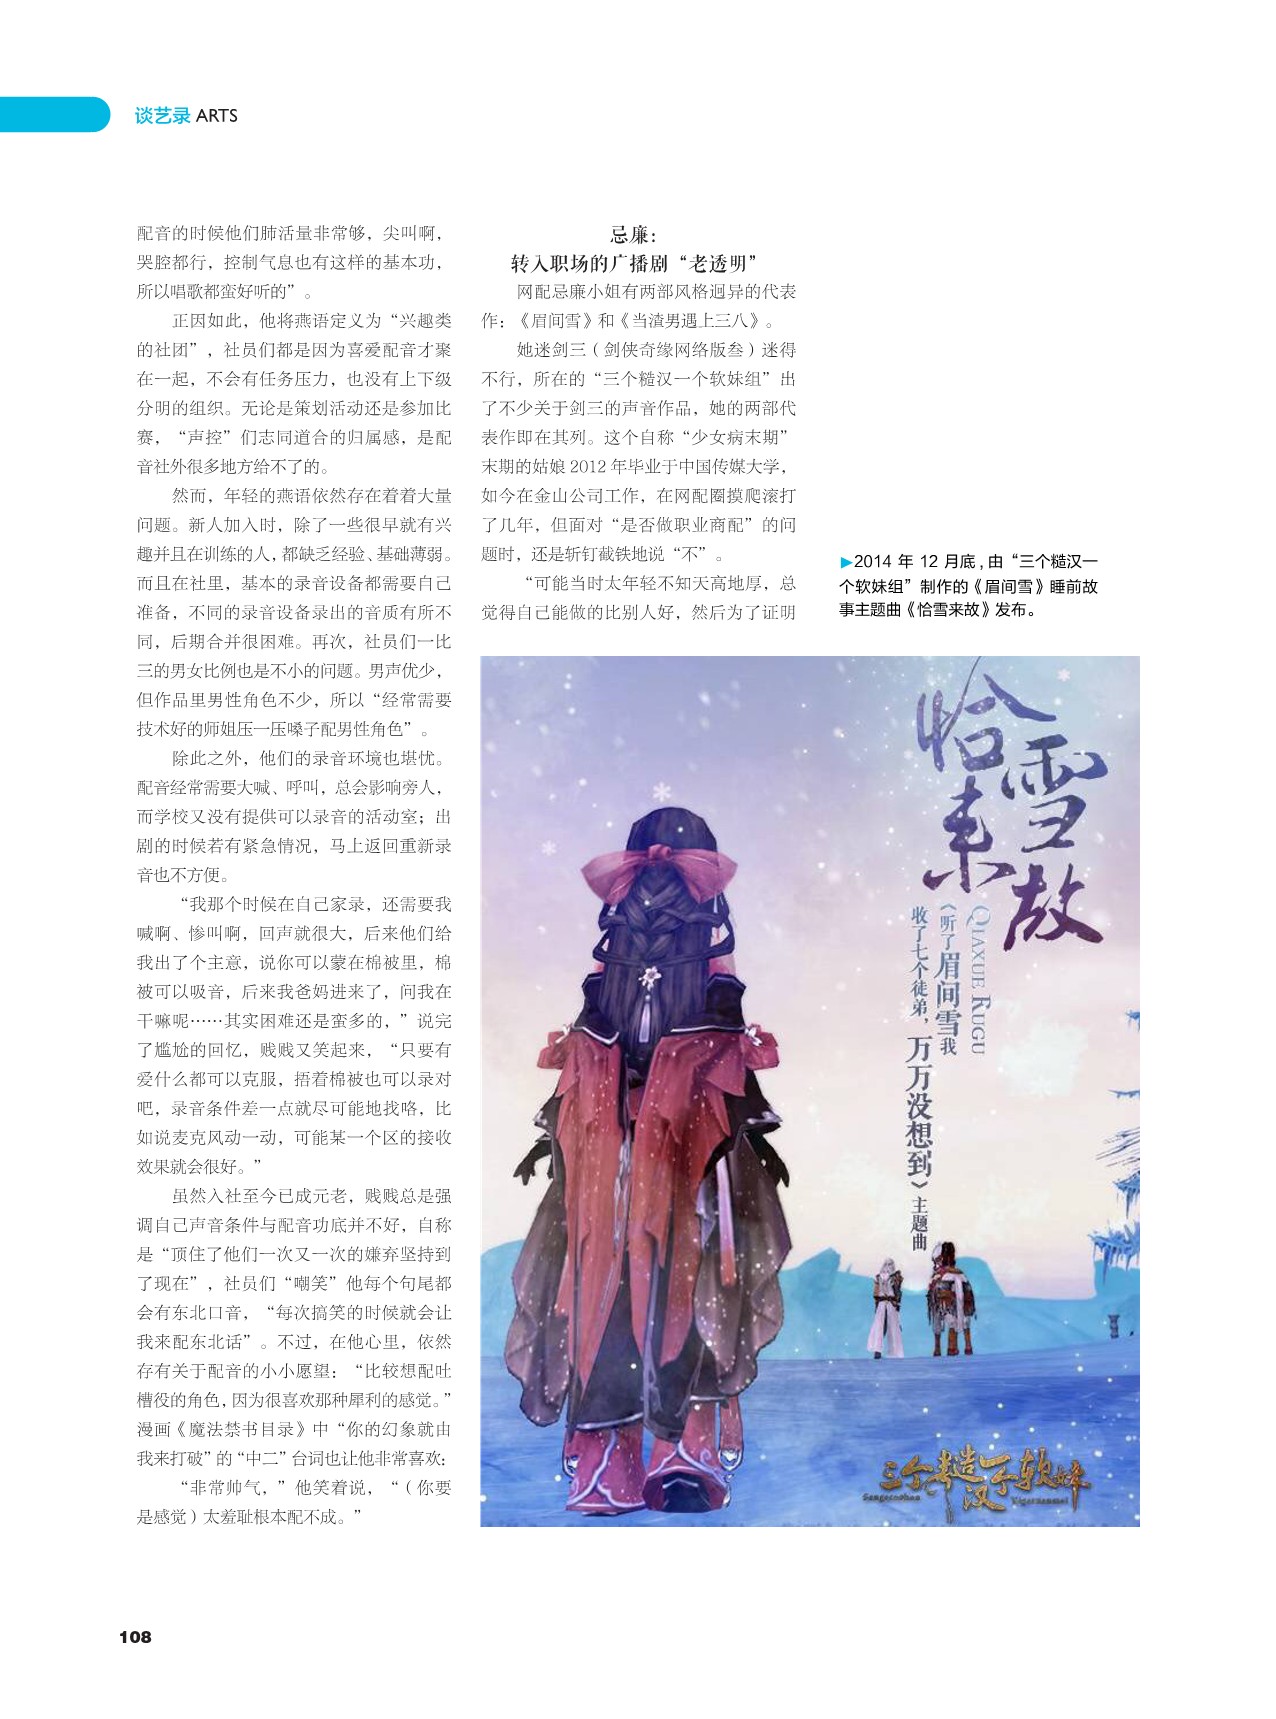 谈艺录 ARTS
配音的时候他们肺活量非常够，尖叫啊，
哭腔都行，控制气息也有这样的基本功，
所以唱歌都蛮好听的”。
正因如此，他将燕语定义为“兴趣类
的社团”，社员们都是因为喜爱配音才聚
在一起，不会有任务压力，也没有上下级
分明的组织。无论是策划活动还是参加比
赛，“声控”们志同道合的归属感，是配
音社外很多地方给不了的。
然而，年轻的燕语依然存在着着大量
问题。新人加入时，除了一些很早就有兴
趣并且在训练的人，都缺乏经验、基础薄弱。
而且在社里，基本的录音设备都需要自己
准备，不同的录音设备录出的音质有所不
同，后期合并很困难。再次，社员们一比
三的男女比例也是不小的问题。男声优少，
但作品里男性角色不少，所以“经常需要
技术好的师姐压一压嗓子配男性角色”。
除此之外，他们的录音环境也堪忧。
配音经常需要大喊、呼叫，总会影响旁人，
而学校又没有提供可以录音的活动室；出
剧的时候若有紧急情况，马上返回重新录
音也不方便。
“我那个时候在自己家录，还需要我
喊啊、惨叫啊，回声就很大，后来他们给
我出了个主意，说你可以蒙在棉被里，棉
被可以吸音，后来我爸妈进来了，问我在
干嘛呢……其实困难还是蛮多的，”说完
了尴尬的回忆，贱贱又笑起来，“只要有
爱什么都可以克服，捂着棉被也可以录对
吧，录音条件差一点就尽可能地找咯，比
如说麦克风动一动，可能某一个区的接收
效果就会很好。”
虽然入社至今已成元老，贱贱总是强
调自己声音条件与配音功底并不好，自称
是“顶住了他们一次又一次的嫌弃坚持到
了现在”，社员们“嘲笑”他每个句尾都
会有东北口音，“每次搞笑的时候就会让
我来配东北话”。不过，在他心里，依然
存有关于配音的小小愿望：“比较想配吐
槽役的角色，因为很喜欢那种犀利的感觉。”
漫画《魔法禁书目录》中“你的幻象就由
我来打破”的“中二”台词也让他非常喜欢：
“非常帅气，”他笑着说，“（你要
是感觉）太羞耻根本配不成。”
忌廉：
转入职场的广播剧“老透明”
网配忌廉小姐有两部风格迥异的代表
作：《眉间雪》和《当渣男遇上三八》。
她迷剑三（剑侠奇缘网络版叁）迷得
不行，所在的“三个糙汉一个软妹组”出
了不少关于剑三的声音作品，她的两部代
表作即在其列。这个自称“少女病末期”
末期的姑娘 2012 年毕业于中国传媒大学，
如今在金山公司工作，在网配圈摸爬滚打
了几年，但面对“是否做职业商配”的问
题时，还是斩钉截铁地说“不”。
“可能当时太年轻不知天高地厚，总
觉得自己能做的比别人好，然后为了证明
▶2014 年 12 月底，由“三个糙汉一
个软妹组”制作的《眉间雪》睡前故
事主题曲《恰雪来故》发布。
恰雪来故
QIAXUE RUGU
《听了眉间雪我
收了七个徒弟，万万没想到》主题曲
三个糙汉一个软妹
Sangecaohan Yigeruanmei
108